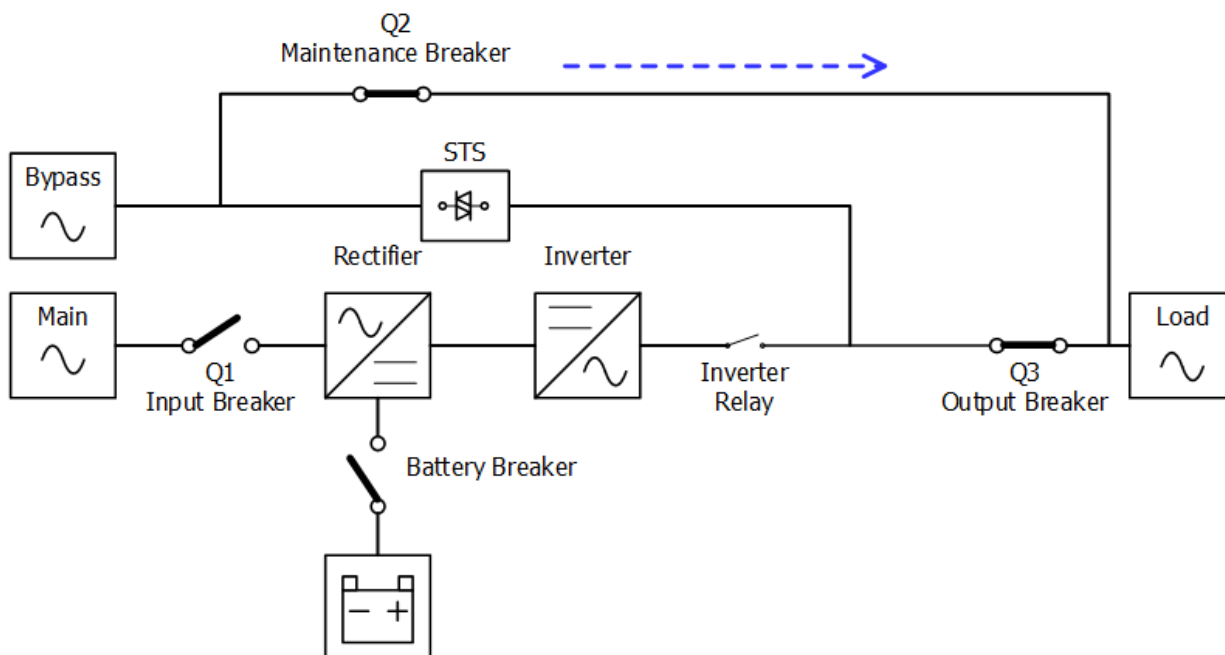 Q2
Maintenance Breaker
STS
Bypass
Rectifier
Inverter
Main
Load
Q1
Input Breaker
Inverter
Relay
Q3
Output Breaker
Battery Breaker